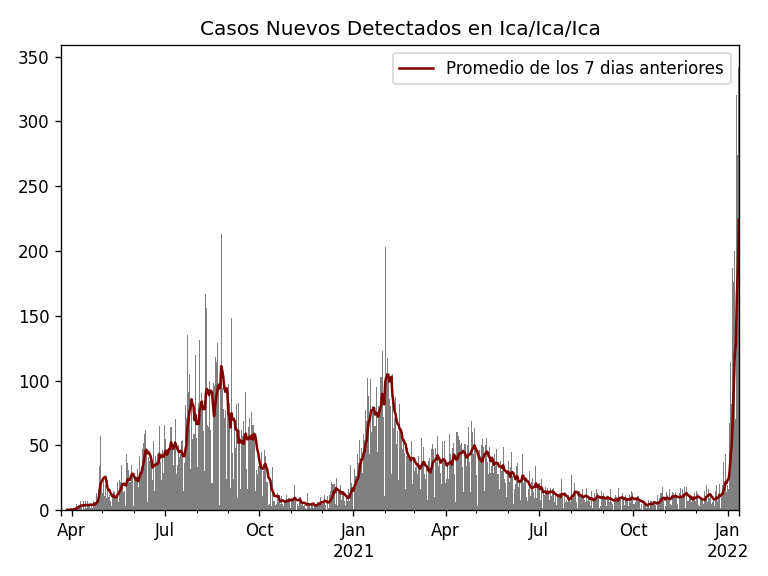 Casos Nuevos Detectados en Ica/Ica/Ica
Promedio de los 7 dias anteriores
350
300
250
200
150
100
50
0
Apr
Jul
Oct
Jan
2021
Apr
Jul
Oct
Jan
2022